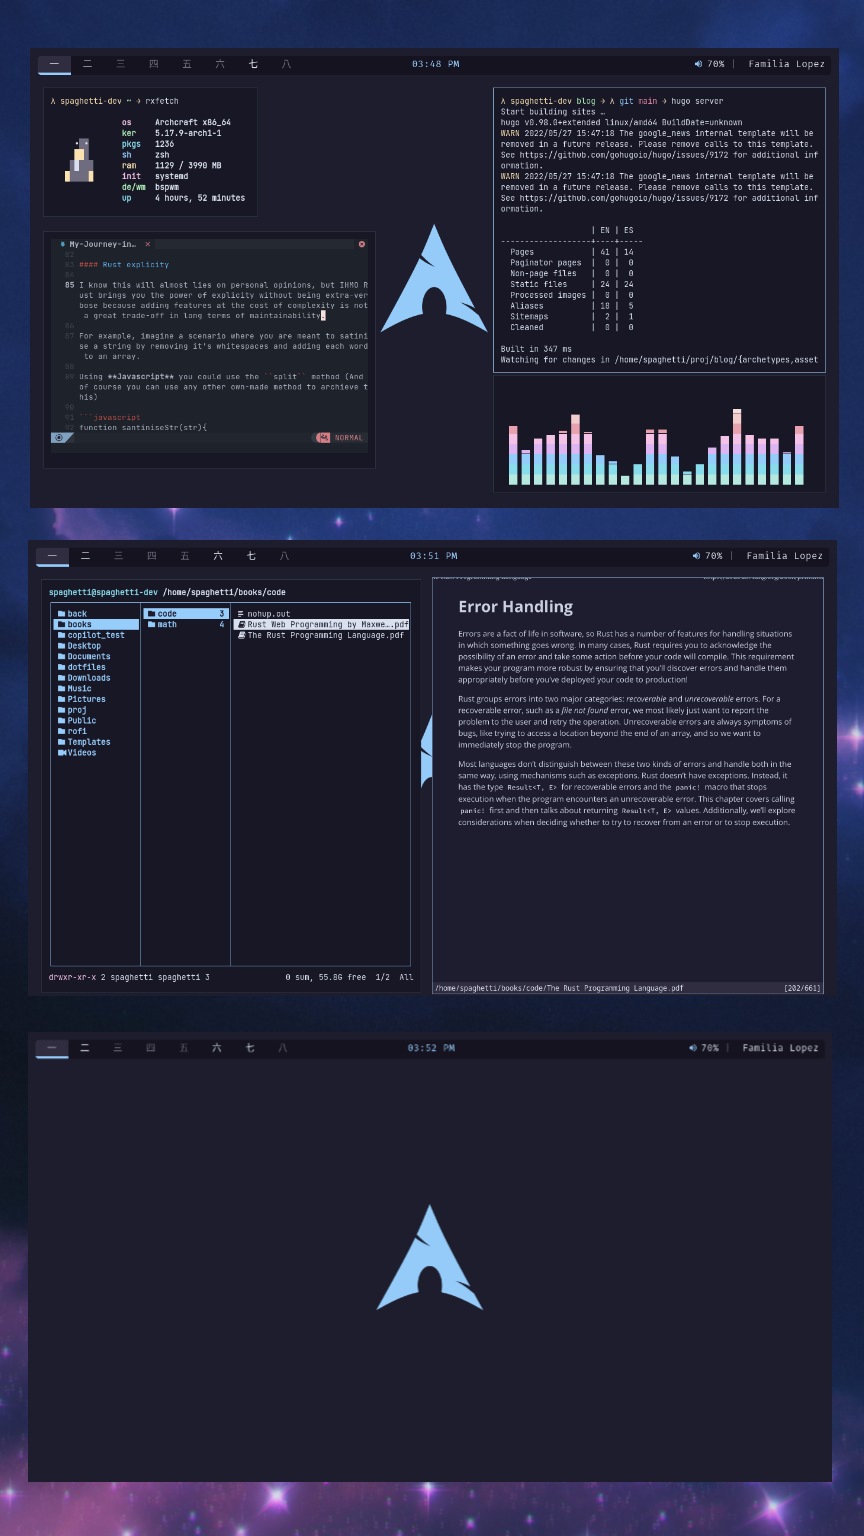 一 二 三 四 五 六 七 八 03:48 PM 70% | Familia Lopez
λ spaghetti-dev ~ → rxfetch
os Archcraft x86_64
ker 5.17.9-arch1-1
pkgs 1236
sh zsh
ram 1129 / 3990 MB
init systemd
de/wm bspwm
up 4 hours, 52 minutes
My-Journey-in… ×
82
83 #### Rust explicity
84
85 I know this will almost lies on personal opinions, but IHMO R
ust brings you the power of explicity without being extra-ver
bose because adding features at the cost of complexity is not
a great trade-off in long terms of maintainability.
86
87 For example, imagine a scenario where you are meant to satini
se a string by removing it's whitespaces and adding each word
to an array.
88
89 Using **Javascript** you could use the ``split`` method (And
of course you can use any other own-made method to archieve t
his)
90
91 ```javascript
92 function santiniseStr(str){
NORMAL
λ spaghetti-dev blog → λ git main → hugo server
Start building sites …
hugo v0.98.0+extended linux/amd64 BuildDate=unknown
WARN 2022/05/27 15:47:18 The google_news internal template will be
removed in a future release. Please remove calls to this template.
See https://github.com/gohugoio/hugo/issues/9172 for additional inf
ormation.
WARN 2022/05/27 15:47:18 The google_news internal template will be
removed in a future release. Please remove calls to this template.
See https://github.com/gohugoio/hugo/issues/9172 for additional inf
ormation.
| EN | ES
-------------------+----+-----
Pages | 41 | 14
Paginator pages | 0 | 0
Non-page files | 0 | 0
Static files | 24 | 24
Processed images | 0 | 0
Aliases | 10 | 5
Sitemaps | 2 | 1
Cleaned | 0 | 0
Built in 347 ms
Watching for changes in /home/spaghetti/proj/blog/{archetypes,asset
一 二 三 四 五 六 七 八 03:51 PM 70% | Familia Lopez
spaghetti@spaghetti-dev /home/spaghetti/books/code
back
books
copilot_test
Desktop
Documents
dotfiles
Downloads
Music
Pictures
proj
Public
rofi
Templates
Videos
code 3
math 4
nohup.out
Rust Web Programming by Maxwe….pdf
The Rust Programming Language.pdf
drwxr-xr-x 2 spaghetti spaghetti 3 0 sum, 55.8G free 1/2 All
Error Handling
Errors are a fact of life in software, so Rust has a number of features for handling situations
in which something goes wrong. In many cases, Rust requires you to acknowledge the
possibility of an error and take some action before your code will compile. This requirement
makes your program more robust by ensuring that you'll discover errors and handle them
appropriately before you've deployed your code to production!
Rust groups errors into two major categories: recoverable and unrecoverable errors. For a
recoverable error, such as a file not found error, we most likely just want to report the
problem to the user and retry the operation. Unrecoverable errors are always symptoms of
bugs, like trying to access a location beyond the end of an array, and so we want to
immediately stop the program.
Most languages don't distinguish between these two kinds of errors and handle both in the
same way, using mechanisms such as exceptions. Rust doesn't have exceptions. Instead, it
has the type Result<T, E> for recoverable errors and the panic! macro that stops
execution when the program encounters an unrecoverable error. This chapter covers calling
panic! first and then talks about returning Result<T, E> values. Additionally, we'll explore
considerations when deciding whether to try to recover from an error or to stop execution.
/home/spaghetti/books/code/The Rust Programming Language.pdf [202/661]
一 二 三 四 五 六 七 八 03:52 PM 70% | Familia Lopez